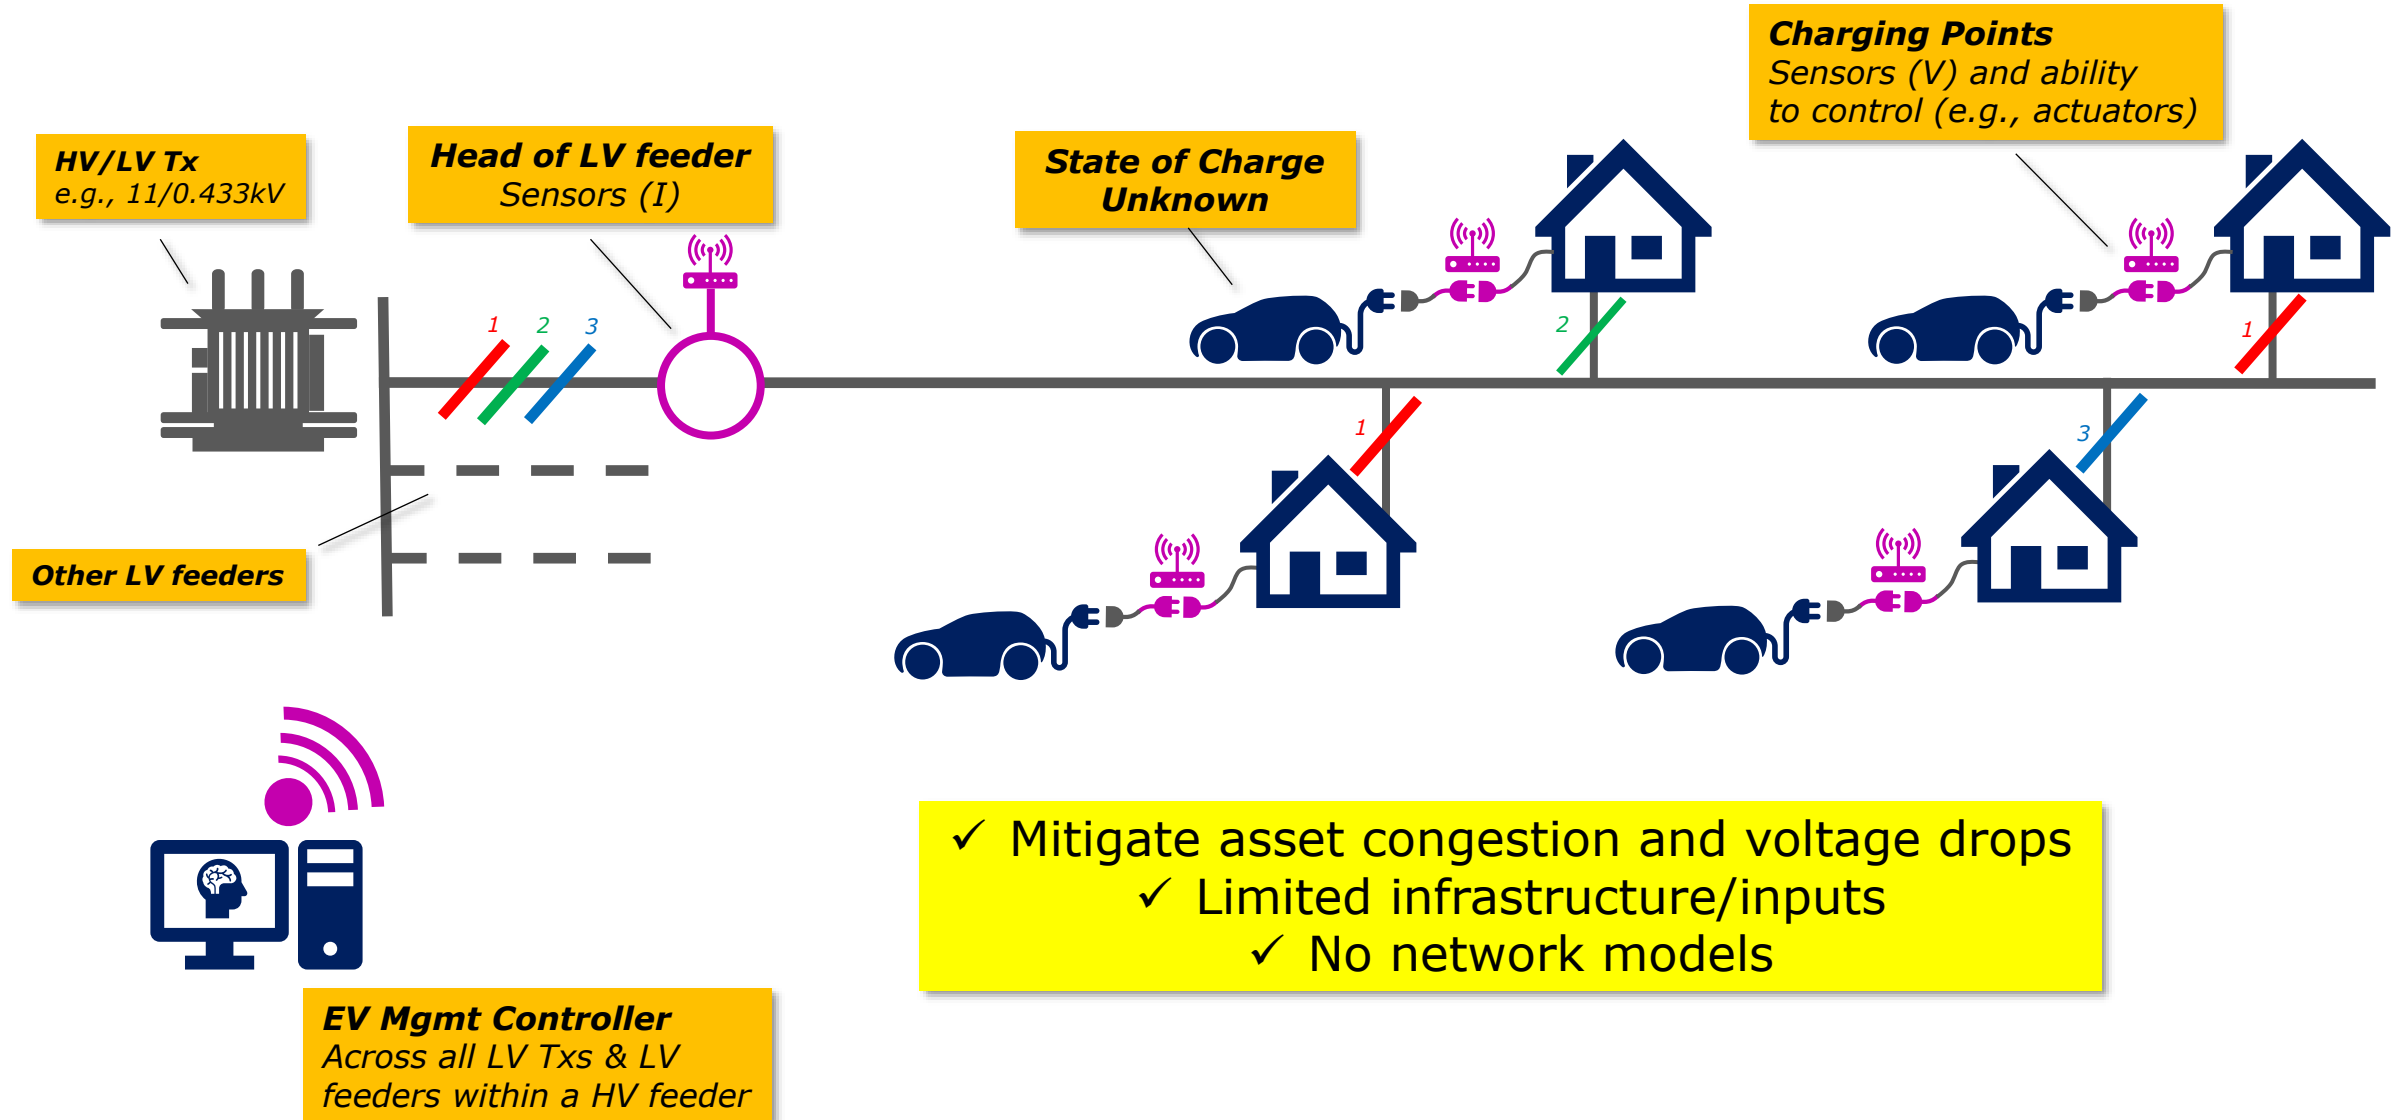 Charging Points
Sensors (V) and ability
to control (e.g., actuators)
HV/LV Tx
e.g., 11/0.433kV
Head of LV feeder
Sensors (I)
State of Charge
Unknown
1
2
3
2
1
1
3
Other LV feeders
✓ Mitigate asset congestion and voltage drops
✓ Limited infrastructure/inputs
✓ No network models
EV Mgmt Controller
Across all LV Txs & LV
feeders within a HV feeder